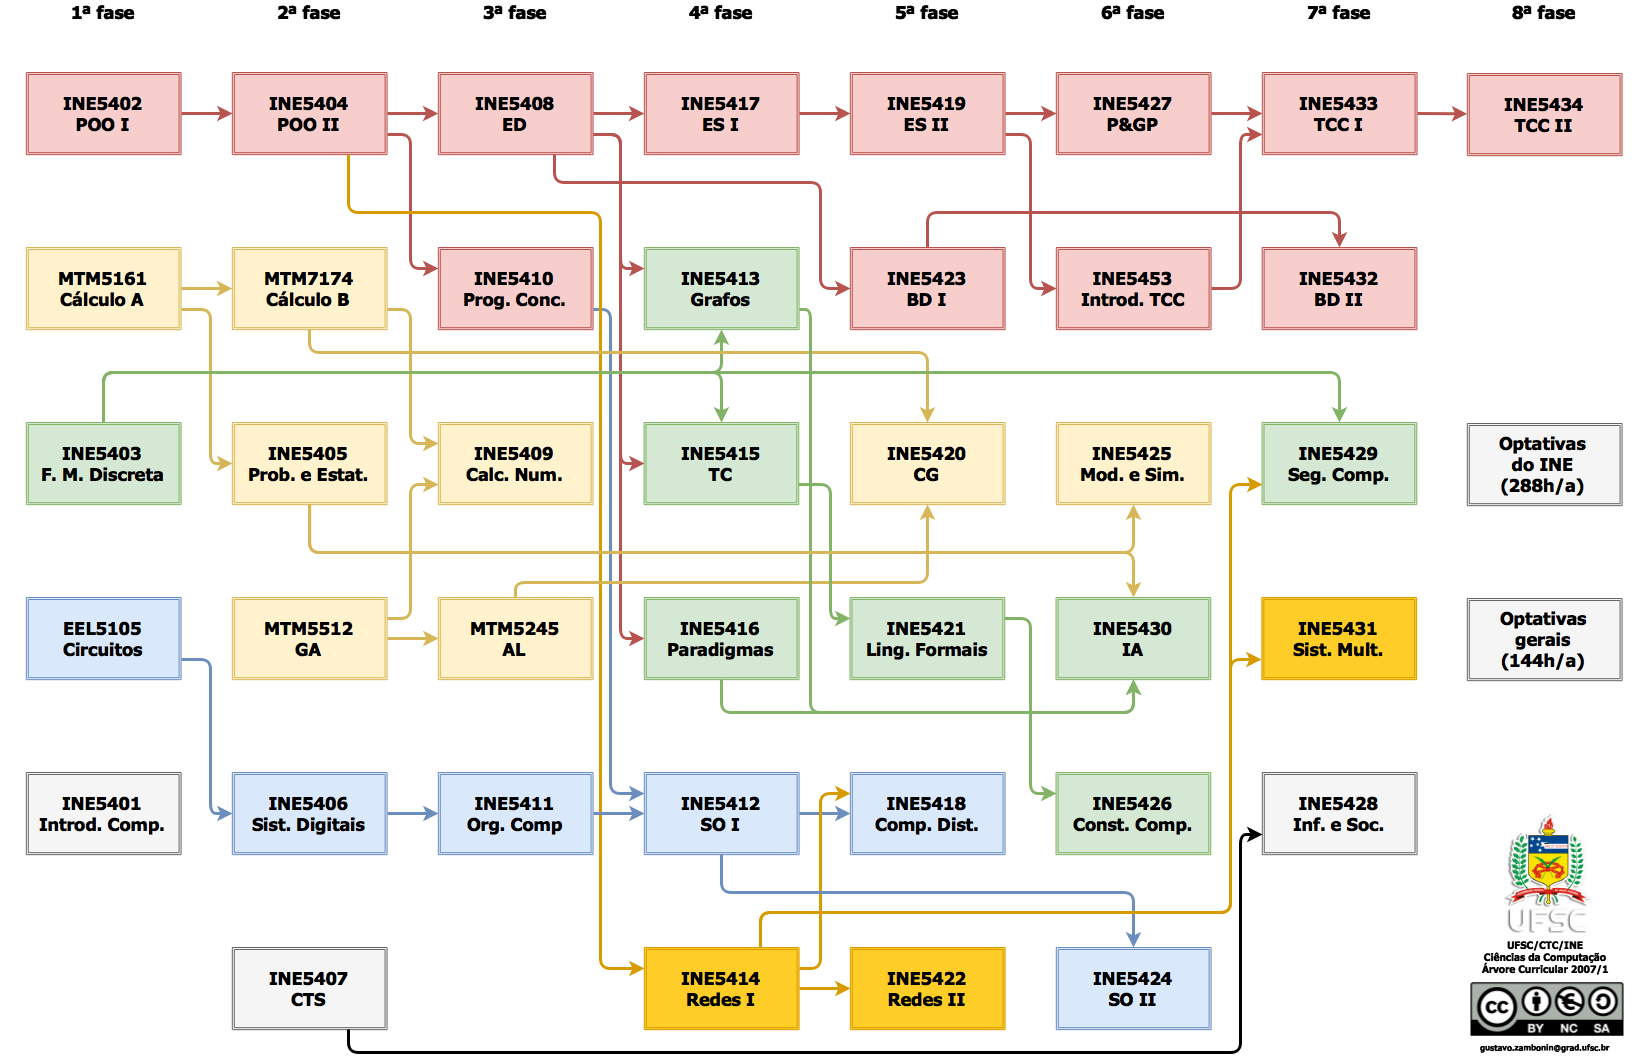 1ª fase
2ª fase
3ª fase
4ª fase
5ª fase
6ª fase
7ª fase
8ª fase
INE5402
POO I
INE5404
POO II
INE5408
ED
INE5417
ES I
INE5419
ES II
INE5427
P&GP
INE5433
TCC I
INE5434
TCC II
MTM5161
Cálculo A
MTM7174
Cálculo B
INE5410
Prog. Conc.
INE5413
Grafos
INE5423
BD I
INE5453
Introd. TCC
INE5432
BD II
INE5403
F. M. Discreta
INE5405
Prob. e Estat.
INE5409
Calc. Num.
INE5415
TC
INE5420
CG
INE5425
Mod. e Sim.
INE5429
Seg. Comp.
Optativas
do INE
(288h/a)
EEL5105
Circuitos
MTM5512
GA
MTM5245
AL
INE5416
Paradigmas
INE5421
Ling. Formais
INE5430
IA
INE5431
Sist. Mult.
Optativas
gerais
(144h/a)
INE5401
Introd. Comp.
INE5406
Sist. Digitais
INE5411
Org. Comp
INE5412
SO I
INE5418
Comp. Dist.
INE5426
Const. Comp.
INE5428
Inf. e Soc.
INE5407
CTS
INE5414
Redes I
INE5422
Redes II
INE5424
SO II
UFSC
UFSC/CTC/INE
Ciências da Computação
Árvore Curricular 2007/1
cc
BY NC SA
gustavo.zambonin@grad.ufsc.br